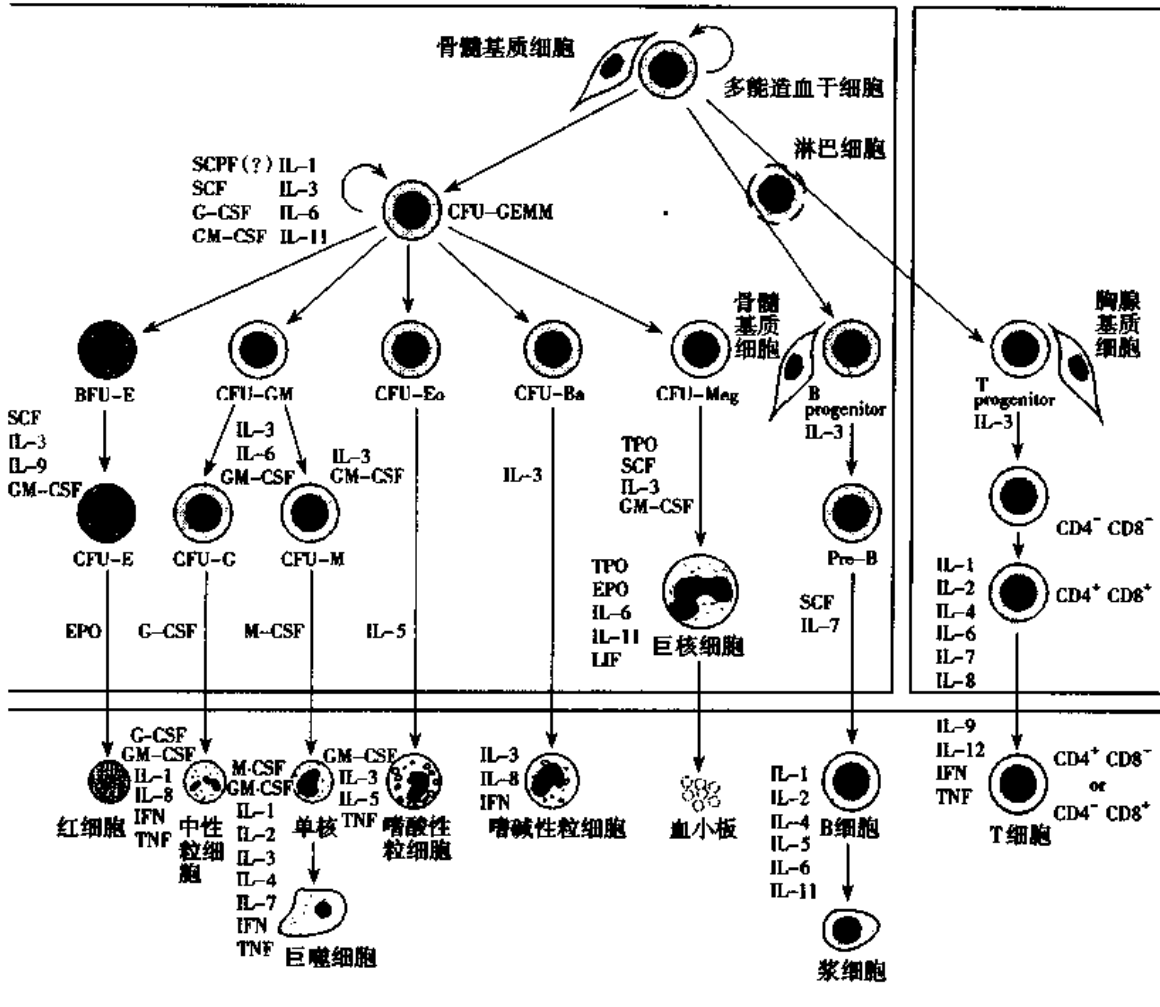 骨髓基质细胞
多能造血干细胞
淋巴细胞
SCPF(?) IL-1
SCF IL-3
G-CSF IL-6
GM-CSF IL-11
CFU-GEMM
骨髓
基质
细胞
胸腺
基质
细胞
BFU-E
CFU-GM
CFU-Eo
CFU-Ba
CFU-Meg
B
progenitor
IL-3
T
progenitor
IL-3
SCF
IL-3
IL-9
GM-CSF
IL-3
IL-6
GM-CSF
IL-3
GM-CSF
IL-3
TPO
SCF
IL-3
GM-CSF
CFU-E
CFU-G
CFU-M
Pre-B
CD4⁻ CD8⁻
CD4⁺ CD8⁺
EPO
G-CSF
M-CSF
IL-5
TPO
EPO
IL-6
IL-11
LIF
巨核细胞
SCF
IL-7
IL-1
IL-2
IL-4
IL-6
IL-7
IL-8
G-CSF
GM-CSF
IL-1
IL-8
IFN
TNF
M-CSF
GM-CSF
IL-1
IL-2
IL-3
IL-4
IL-7
IFN
TNF
GM-CSF
IL-3
IL-5
TNF
IL-3
IL-8
IFN
IL-1
IL-2
IL-4
IL-5
IL-6
IL-11
IL-9
IL-12
IFN
TNF
CD4⁺ CD8⁻
or
CD4⁻ CD8⁺
红细胞
中性
粒细
胞
单核
嗜酸性
粒细胞
嗜碱性粒细胞
血小板
B细胞
T细胞
巨噬细胞
浆细胞